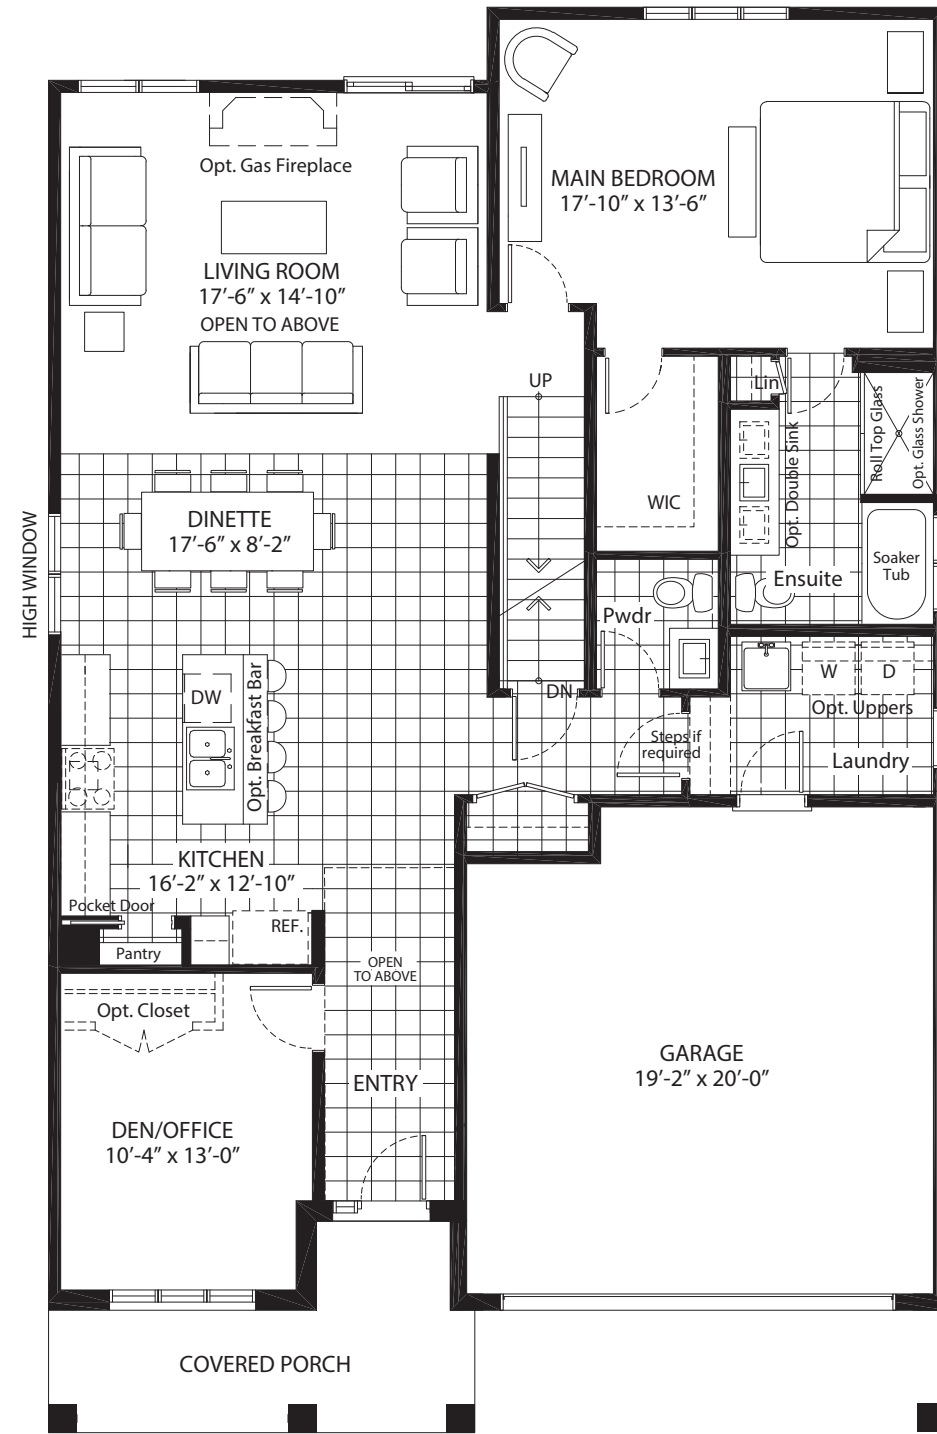 MAIN BEDROOM
17’-10” x 13’-6”
Opt. Gas Fireplace
LIVING ROOM
17’-6” x 14’-10”
OPEN TO ABOVE
UP
Lin
Roll Top Glass
Opt. Glass Shower
Opt. Double Sink
WIC
HIGH WINDOW
DINETTE
17’-6” x 8’-2”
Soaker
Tub
Ensuite
Pwdr
DN
W
D
Opt. Uppers
DW
Opt. Breakfast Bar
Steps if
required
Laundry
KITCHEN
16’-2” x 12’-10”
Pocket Door
REF.
Pantry
OPEN
TO ABOVE
Opt. Closet
GARAGE
19’-2” x 20’-0”
ENTRY
DEN/OFFICE
10’-4” x 13’-0”
COVERED PORCH